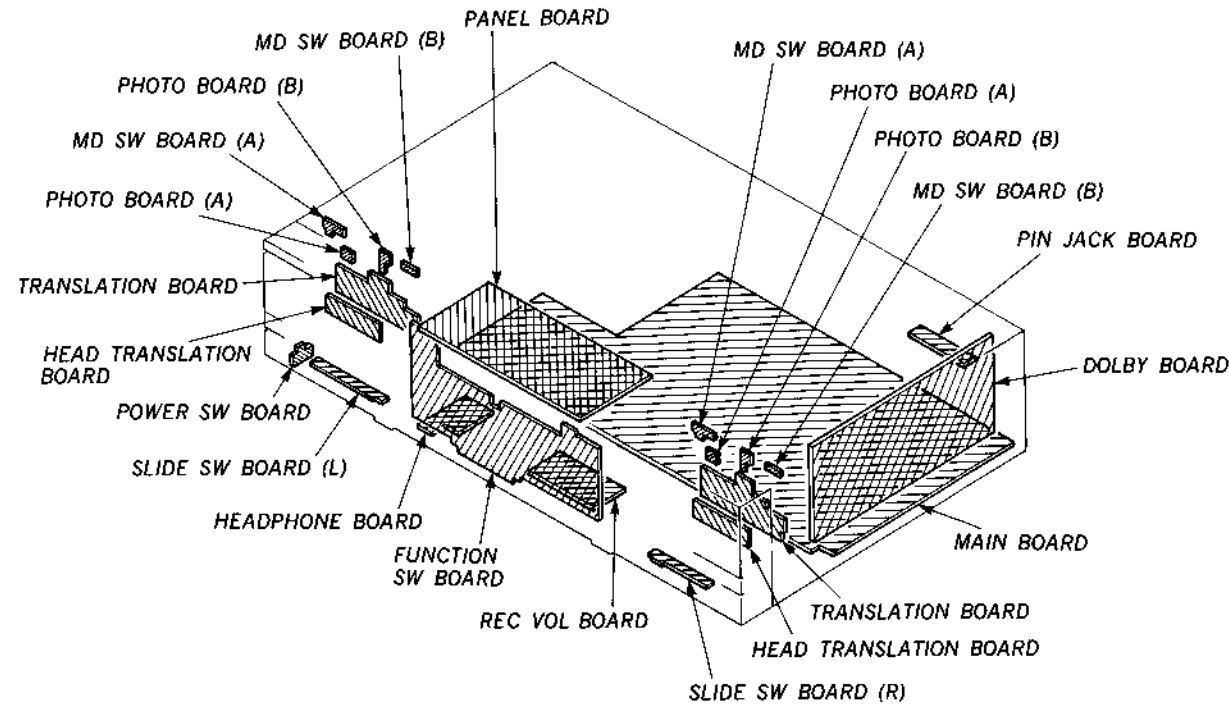 PANEL BOARD
MD SW BOARD (B)
PHOTO BOARD (B)
MD SW BOARD (A)
PHOTO BOARD (A)
TRANSLATION BOARD
HEAD TRANSLATION
BOARD
POWER SW BOARD
SLIDE SW BOARD (L)
HEADPHONE BOARD
FUNCTION
SW BOARD
REC VOL BOARD
MD SW BOARD (A)
PHOTO BOARD (A)
PHOTO BOARD (B)
MD SW BOARD (B)
PIN JACK BOARD
DOLBY BOARD
MAIN BOARD
TRANSLATION BOARD
HEAD TRANSLATION BOARD
SLIDE SW BOARD (R)